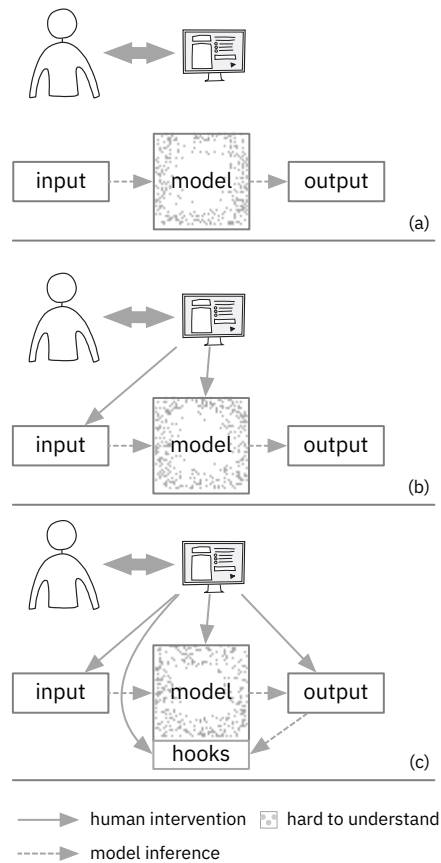 input model output
(a)
input model output
(b)
input model output
hooks
(c)
human intervention hard to understand
model inference